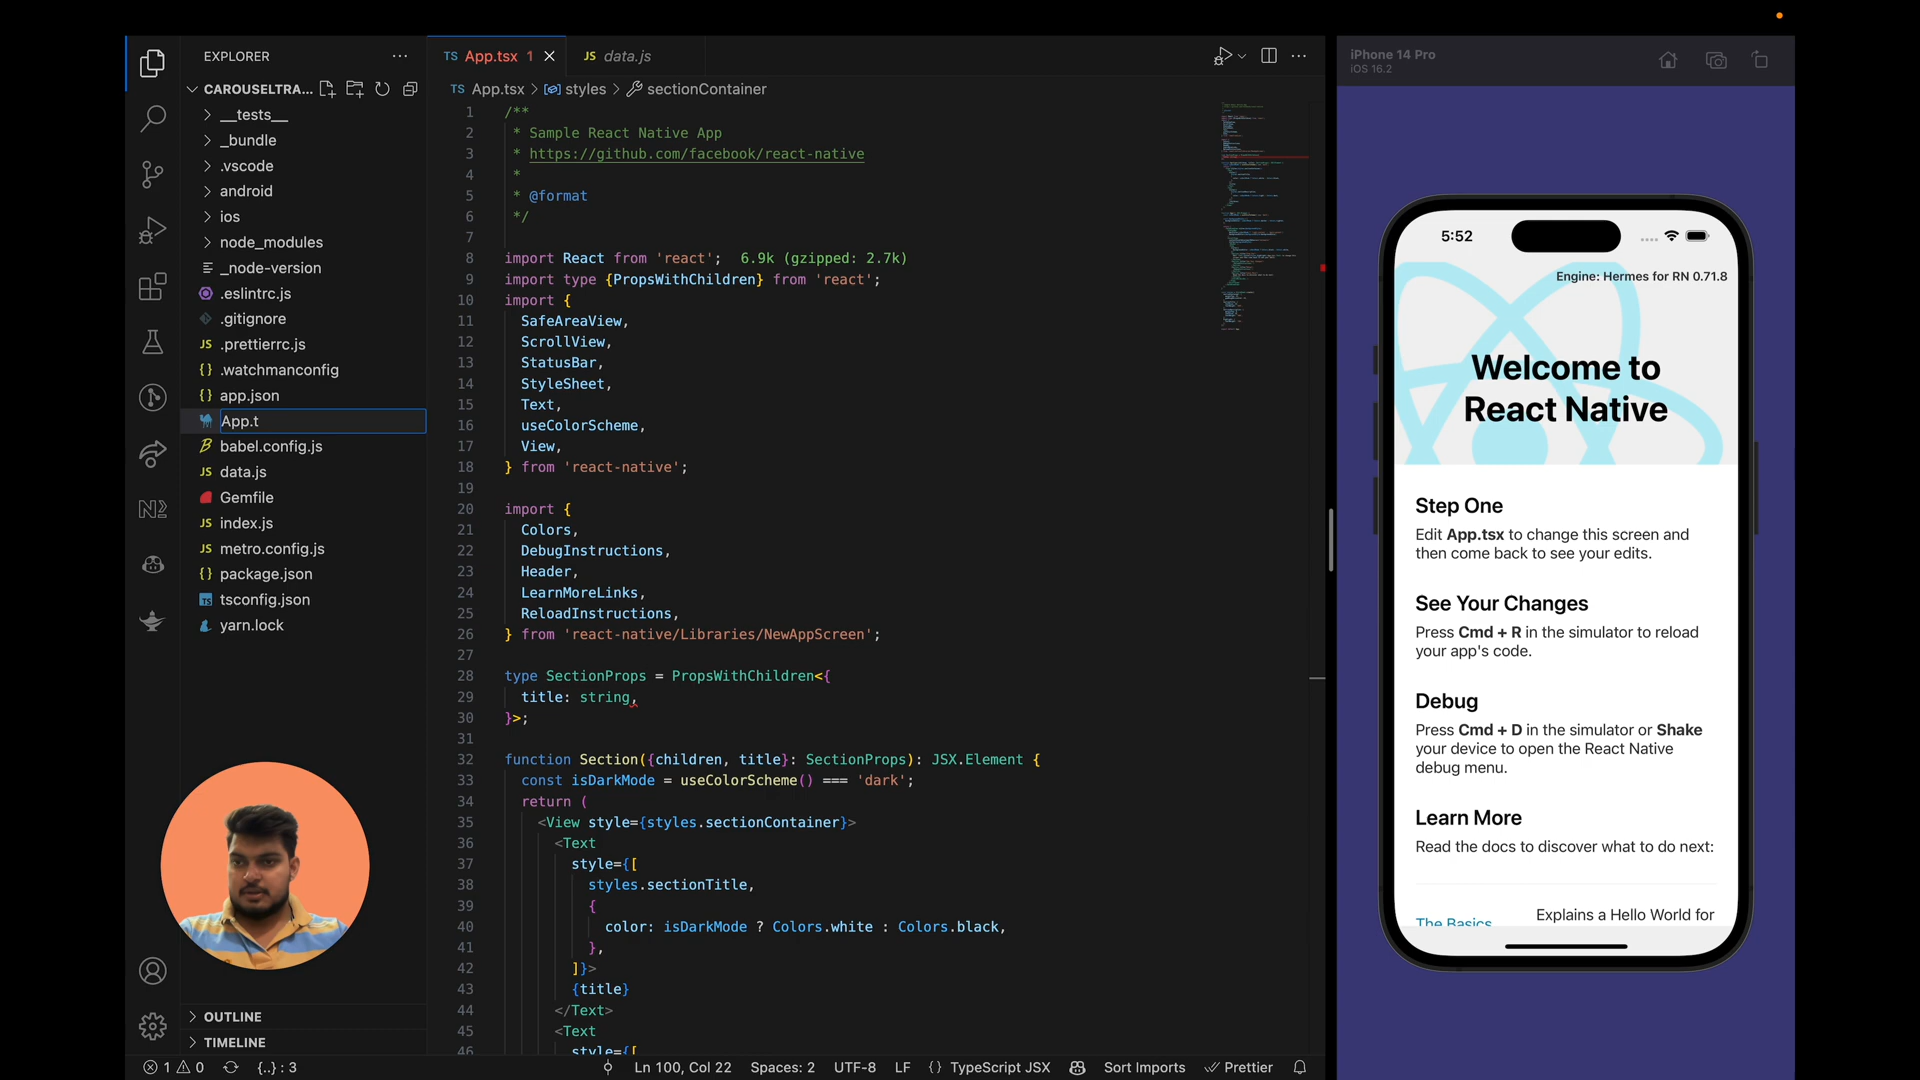 EXPLORER
CAROUSELTRA...
__tests__
_bundle
.vscode
android
ios
node_modules
_node-version
.eslintrc.js
.gitignore
JS .prettierrc.js
{} .watchmanconfig
{} app.json
App.t
babel.config.js
JS data.js
Gemfile
JS index.js
JS metro.config.js
{} package.json
TS tsconfig.json
yarn.lock
OUTLINE
TIMELINE
TS App.tsx 1
JS data.js
TS App.tsx > styles > sectionContainer
1 /**
2 * Sample React Native App
3 * https://github.com/facebook/react-native
4 *
5 * @format
6 */
7
8 import React from 'react'; 6.9k (gzipped: 2.7k)
9 import type {PropsWithChildren} from 'react';
10 import {
11 SafeAreaView,
12 ScrollView,
13 StatusBar,
14 StyleSheet,
15 Text,
16 useColorScheme,
17 View,
18 } from 'react-native';
19
20 import {
21 Colors,
22 DebugInstructions,
23 Header,
24 LearnMoreLinks,
25 ReloadInstructions,
26 } from 'react-native/Libraries/NewAppScreen';
27
28 type SectionProps = PropsWithChildren<{
29 title: string,
30 }>;
31
32 function Section({children, title}: SectionProps): JSX.Element {
33 const isDarkMode = useColorScheme() === 'dark';
34 return (
35 <View style={styles.sectionContainer}>
36 <Text
37 style={[
38 styles.sectionTitle,
39 {
40 color: isDarkMode ? Colors.white : Colors.black,
41 },
42 ]}>
43 {title}
44 </Text>
45 <Text
46 style={[
1 0
{..} : 3
Ln 100, Col 22
Spaces: 2
UTF-8
LF
{} TypeScript JSX
Sort Imports
Prettier
iPhone 14 Pro
iOS 16.2
5:52
Engine: Hermes for RN 0.71.8
Welcome to
React Native
Step One
Edit App.tsx to change this screen and
then come back to see your edits.
See Your Changes
Press Cmd + R in the simulator to reload
your app's code.
Debug
Press Cmd + D in the simulator or Shake
your device to open the React Native
debug menu.
Learn More
Read the docs to discover what to do next:
The Basics
Explains a Hello World for